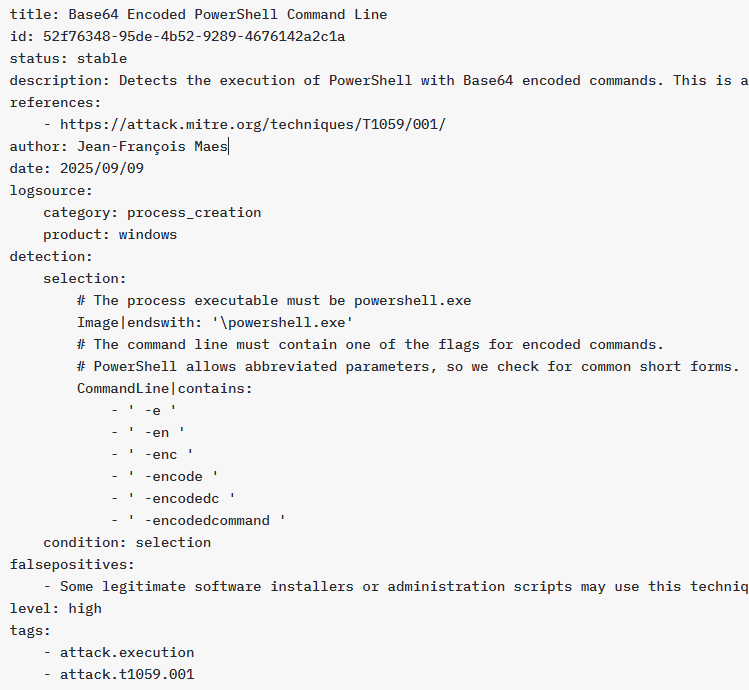 title: Base64 Encoded PowerShell Command Line
id: 52f76348-95de-4b52-9289-4676142a2c1a
status: stable
description: Detects the execution of PowerShell with Base64 encoded commands. This is a
references:
    - https://attack.mitre.org/techniques/T1059/001/
author: Jean-François Maes
date: 2025/09/09
logsource:
    category: process_creation
    product: windows
detection:
    selection:
        # The process executable must be powershell.exe
        Image|endswith: '\powershell.exe'
        # The command line must contain one of the flags for encoded commands.
        # PowerShell allows abbreviated parameters, so we check for common short forms.
        CommandLine|contains:
            - ' -e '
            - ' -en '
            - ' -enc '
            - ' -encode '
            - ' -encodedc '
            - ' -encodedcommand '
    condition: selection
falsepositives:
    - Some legitimate software installers or administration scripts may use this techniq
level: high
tags:
    - attack.execution
    - attack.t1059.001